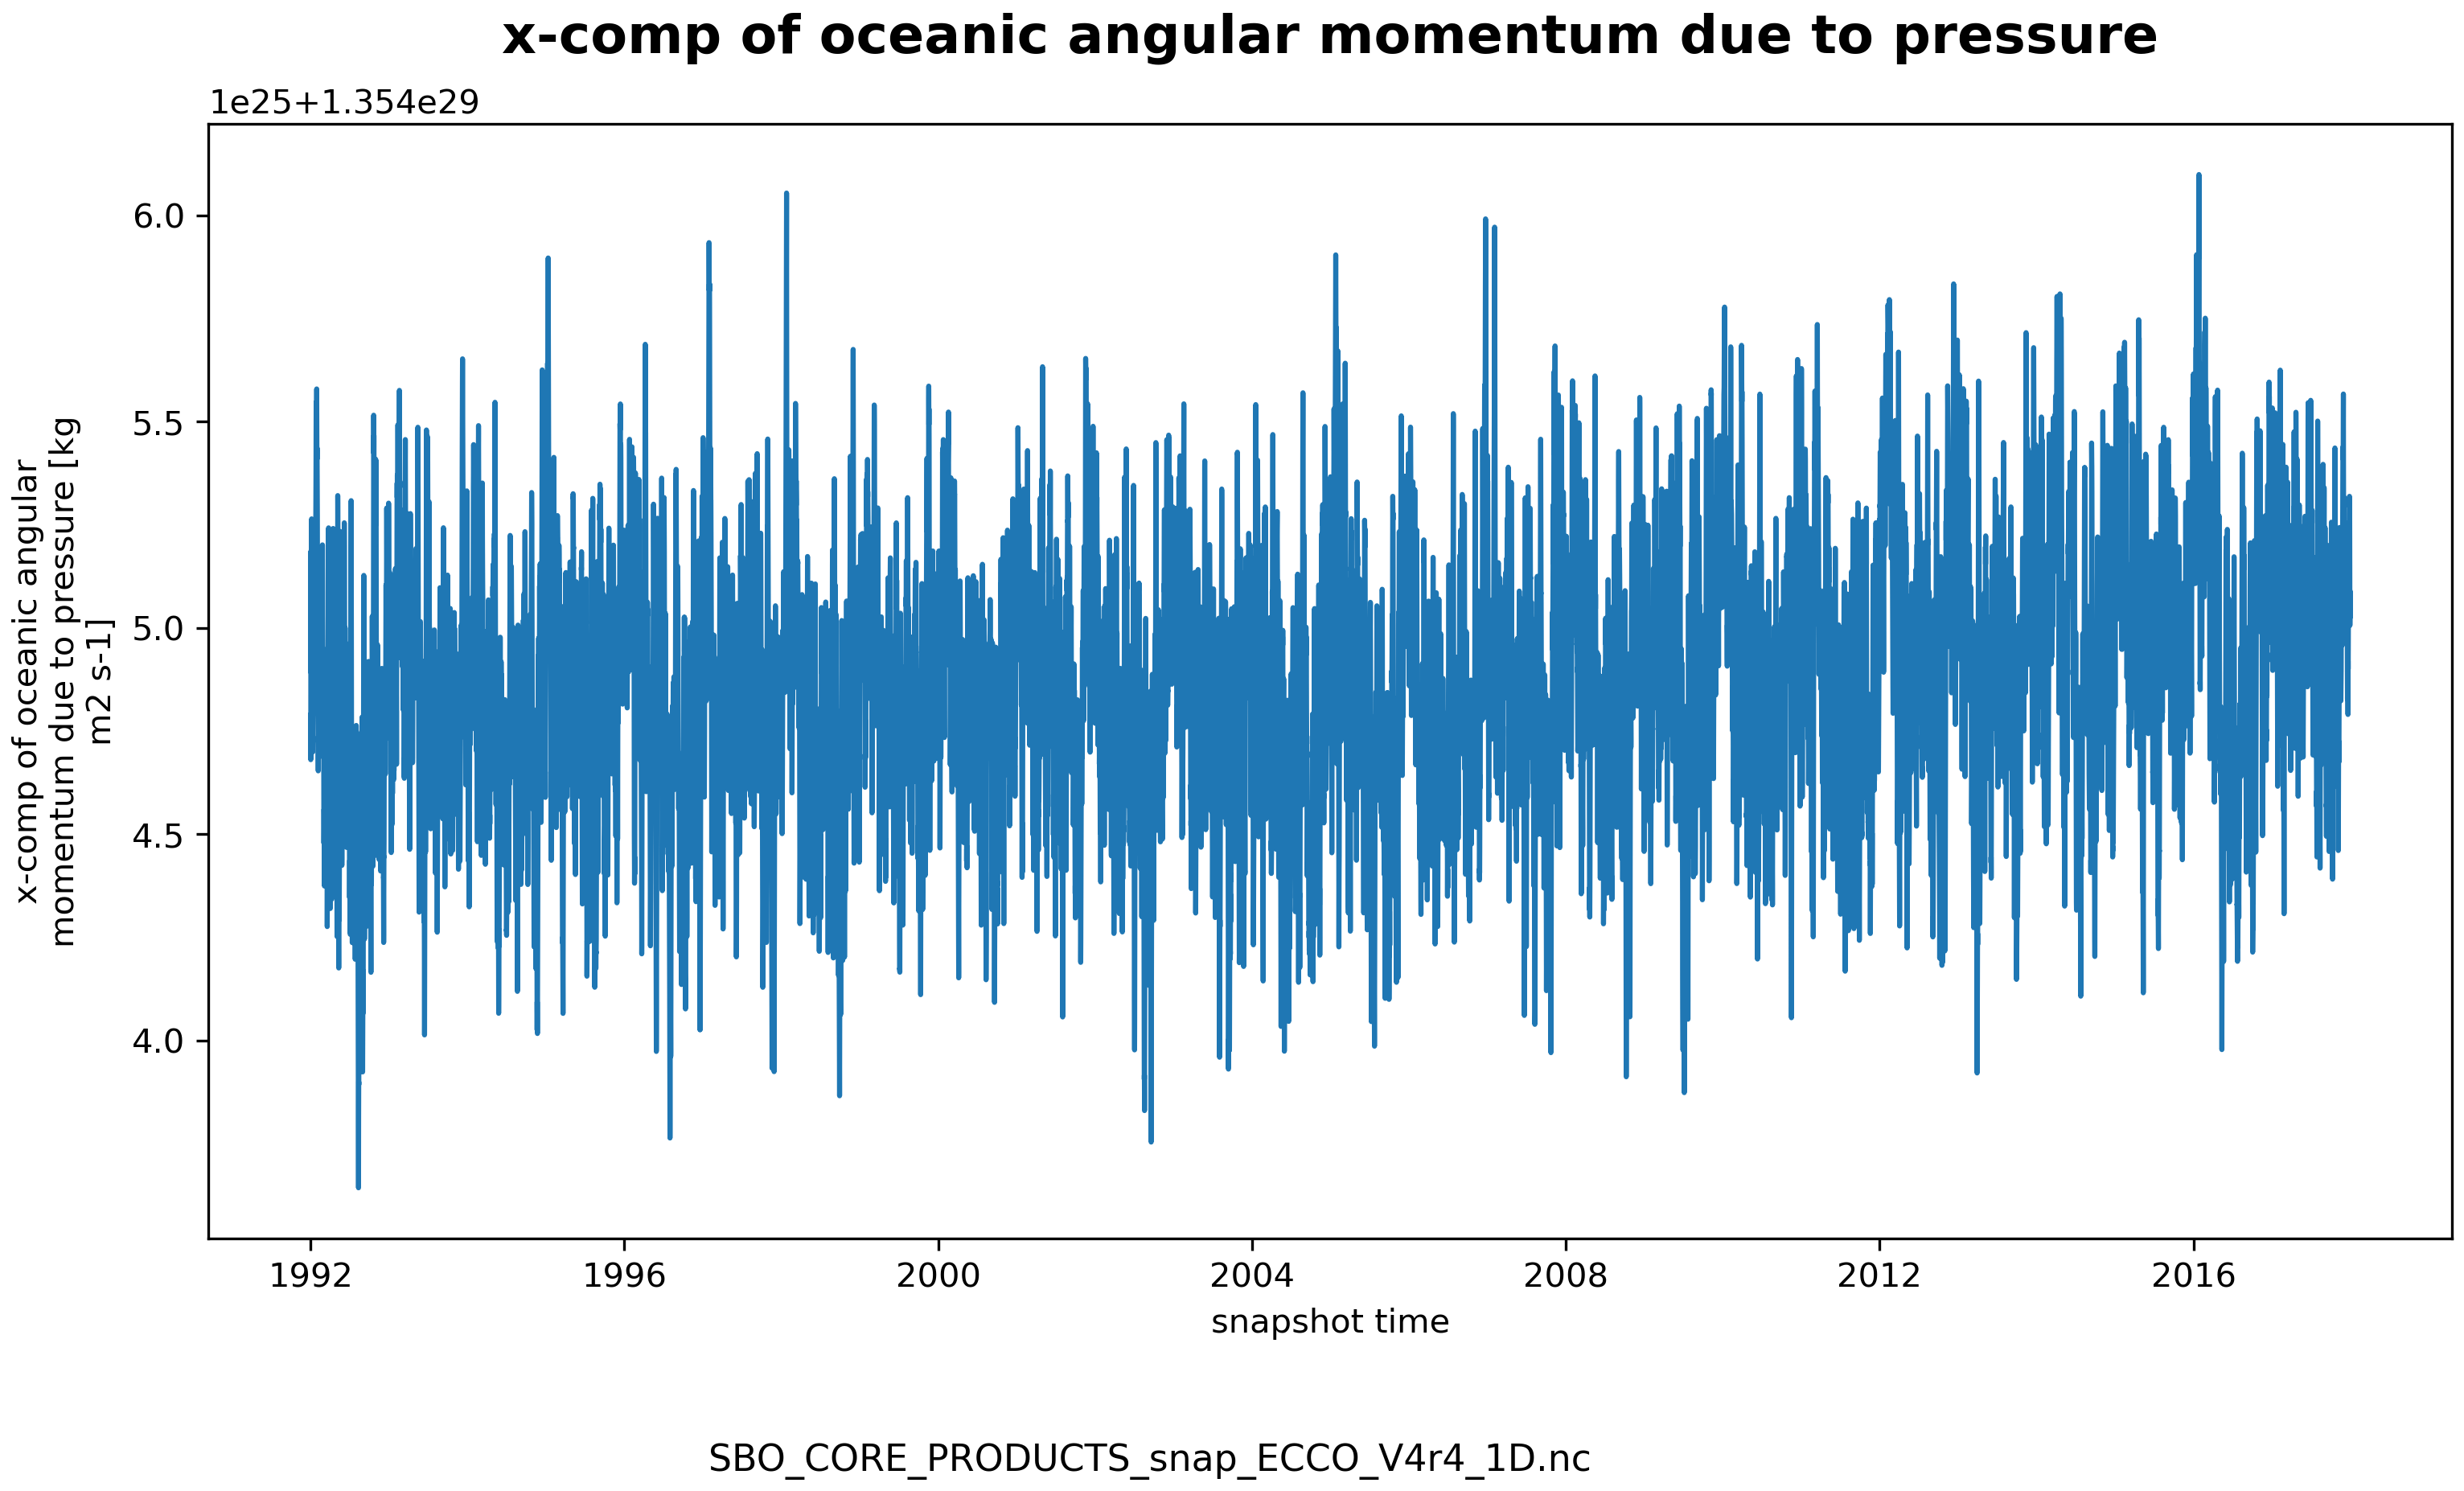 x-comp of oceanic angular momentum due to pressure
1e25+1.354e29
x-comp of oceanic angular
momentum due to pressure [kg
m2 s-1]
6.0
5.5
5.0
4.5
4.0
1992 1996 2000 2004 2008 2012 2016
snapshot time
SBO_CORE_PRODUCTS_snap_ECCO_V4r4_1D.nc